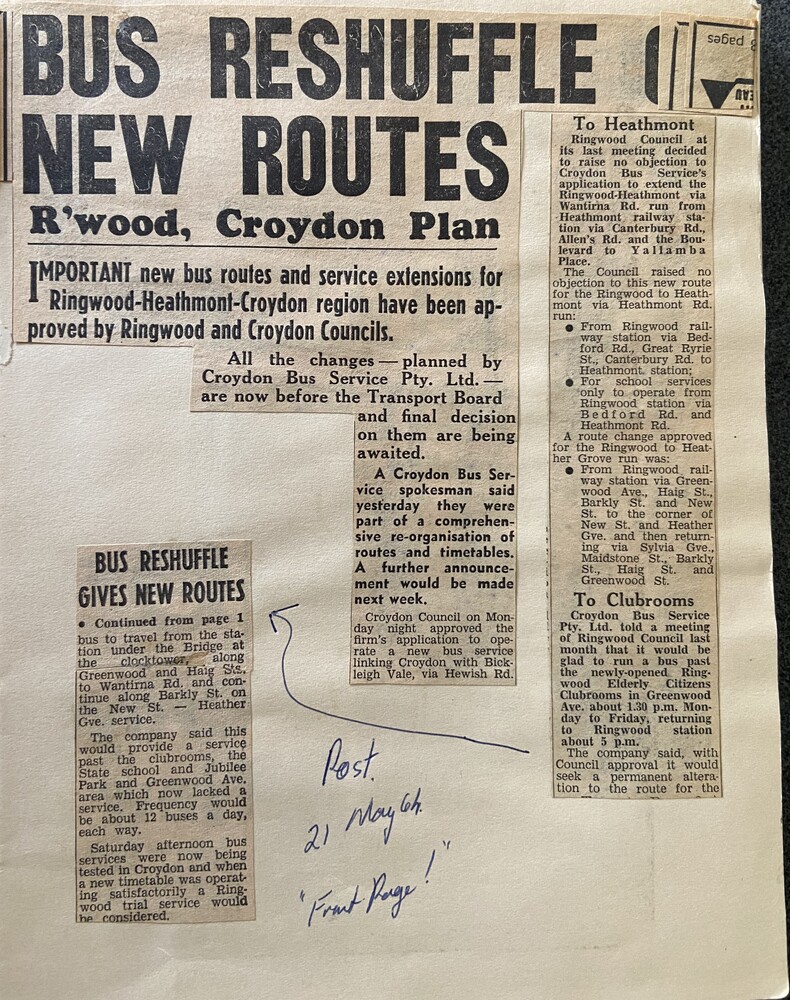 BUS RESHUFFLE
NEW ROUTES
R'wood, Croydon Plan
IMPORTANT new bus routes and service extensions for
Ringwood-Heathmont-Croydon region have been ap-
proved by Ringwood and Croydon Councils.
All the changes — planned by
Croydon Bus Service Pty. Ltd. —
are now before the Transport Board
and final decision
on them are being
awaited.
A Croydon Bus Ser-
vice spokesman said
yesterday they were
part of a comprehen-
sive re-organisation of
routes and timetables.
A further announce-
ment would be made
next week.
Croydon Council on Mon-
day night approved the
firm's application to ope-
rate a new bus service
linking Croydon with Bick-
leigh Vale, via Hewish Rd.
To Heathmont
Ringwood Council at
its last meeting decided
to raise no objection to
Croydon Bus Service's
application to extend the
Ringwood-Heathmont via
Wantirna Rd. run from
Heathmont railway sta-
tion via Canterbury Rd.,
Allen's Rd. and the Bou-
levard to Yallamba
Place.
The Council raised no
objection to this new route
for the Ringwood to Heath-
mont via Heathmont Rd.
run:
● From Ringwood rail-
way station via Bed-
ford Rd., Great Ryrie
St., Canterbury Rd. to
Heathmont station;
● For school services
only to operate from
Ringwood station via
Bedford Rd. and
Heathmont Rd.
A route change approved
for the Ringwood to Heat-
her Grove run was:
● From Ringwood rail-
way station via Green-
wood Ave., Haig St.,
Barkly St. and New
St. to the corner of
New St. and Heather
Gve. and then return-
ing via Sylvia Gve.,
Maidstone St., Barkly
St., Haig St. and
Greenwood St.
To Clubrooms
Croydon Bus Service
Pty. Ltd. told a meeting
of Ringwood Council last
month that it would be
glad to run a bus past
the newly-opened Ring-
wood Elderly Citizens
Clubrooms in Greenwood
Ave. about 1.30 p.m. Mon-
day to Friday, returning
to Ringwood station
about 5 p.m.
The company said, with
Council approval it would
seek a permanent altera-
tion to the route for the
BUS RESHUFFLE
GIVES NEW ROUTES
● Continued from page 1
bus to travel from the sta-
tion under the Bridge at
the clocktower, along
Greenwood and Haig Sts.
to Wantirna Rd. and con-
tinue along Barkly St. on
the New St. — Heather
Gve. service.
The company said this
would provide a service
past the clubrooms, the
State school and Jubilee
Park and Greenwood Ave.
area which now lacked a
service. Frequency would
be about 12 buses a day,
each way.
Saturday afternoon bus
services were now being
tested in Croydon and when
a new timetable was operat-
ing satisfactorily a Ring-
wood trial service would
be considered.
Post.
21 May 64.
"Front Page!"
pages
EAU